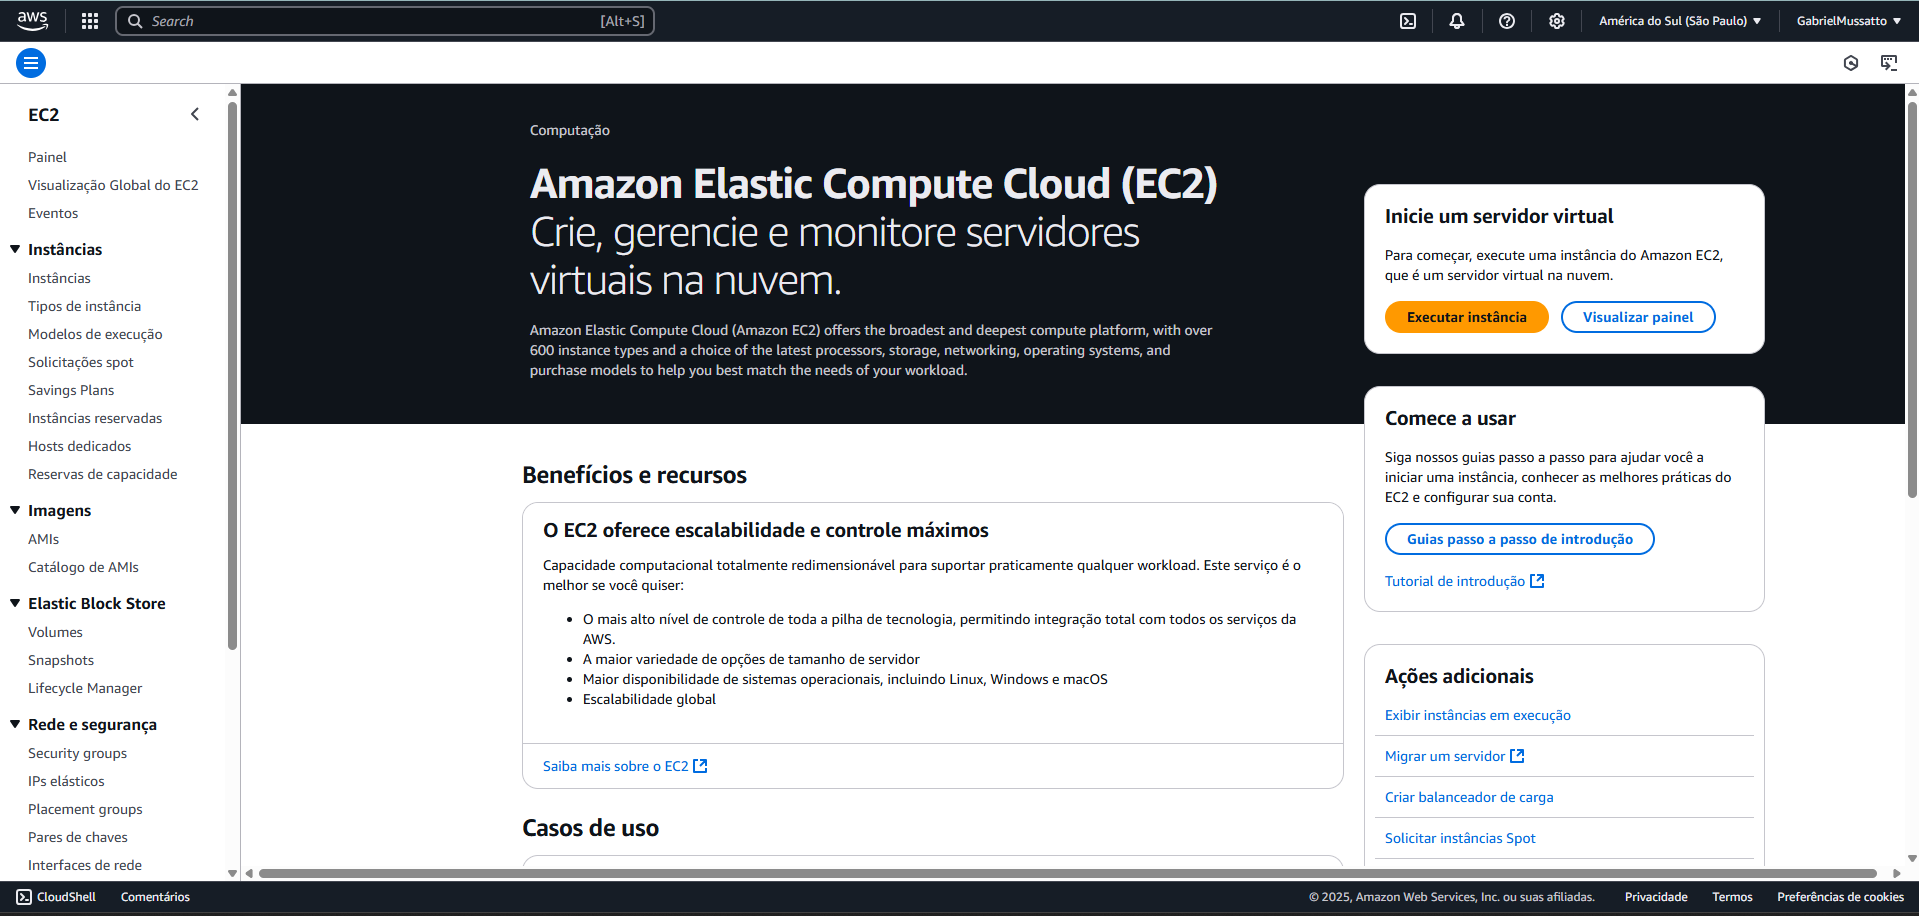 aws
Search [Alt+S]
América do Sul (São Paulo)
GabrielMussatto
EC2
Painel
Visualização Global do EC2
Eventos
Instâncias
Instâncias
Tipos de instância
Modelos de execução
Solicitações spot
Savings Plans
Instâncias reservadas
Hosts dedicados
Reservas de capacidade
Imagens
AMIs
Catálogo de AMIs
Elastic Block Store
Volumes
Snapshots
Lifecycle Manager
Rede e segurança
Security groups
IPs elásticos
Placement groups
Pares de chaves
Interfaces de rede
Computação
Amazon Elastic Compute Cloud (EC2)
Crie, gerencie e monitore servidores
virtuais na nuvem.
Amazon Elastic Compute Cloud (Amazon EC2) offers the broadest and deepest compute platform, with over
600 instance types and a choice of the latest processors, storage, networking, operating systems, and
purchase models to help you best match the needs of your workload.
Benefícios e recursos
O EC2 oferece escalabilidade e controle máximos
Capacidade computacional totalmente redimensionável para suportar praticamente qualquer workload. Este serviço é o
melhor se você quiser:
• O mais alto nível de controle de toda a pilha de tecnologia, permitindo integração total com todos os serviços da
AWS.
• A maior variedade de opções de tamanho de servidor
• Maior disponibilidade de sistemas operacionais, incluindo Linux, Windows e macOS
• Escalabilidade global
Saiba mais sobre o EC2
Casos de uso
Inicie um servidor virtual
Para começar, execute uma instância do Amazon EC2,
que é um servidor virtual na nuvem.
Executar instância
Visualizar painel
Comece a usar
Siga nossos guias passo a passo para ajudar você a
iniciar uma instância, conhecer as melhores práticas do
EC2 e configurar sua conta.
Guias passo a passo de introdução
Tutorial de introdução
Ações adicionais
Exibir instâncias em execução
Migrar um servidor
Criar balanceador de carga
Solicitar instâncias Spot
CloudShell
Comentários
© 2025, Amazon Web Services, Inc. ou suas afiliadas.
Privacidade
Termos
Preferências de cookies